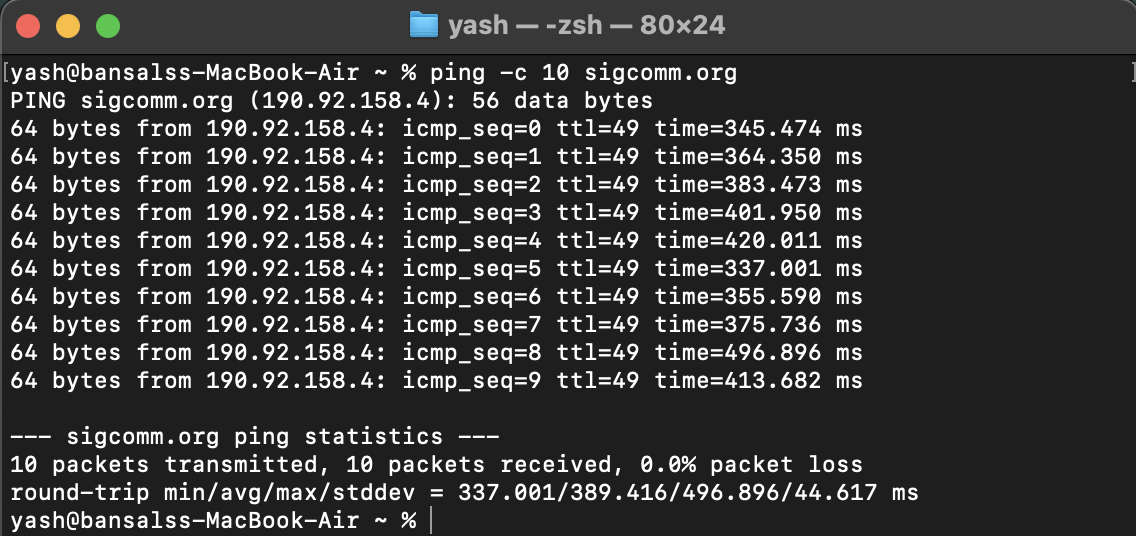 yash — -zsh — 80×24
[yash@bansalss-MacBook-Air ~ % ping -c 10 sigcomm.org ]
PING sigcomm.org (190.92.158.4): 56 data bytes
64 bytes from 190.92.158.4: icmp_seq=0 ttl=49 time=345.474 ms
64 bytes from 190.92.158.4: icmp_seq=1 ttl=49 time=364.350 ms
64 bytes from 190.92.158.4: icmp_seq=2 ttl=49 time=383.473 ms
64 bytes from 190.92.158.4: icmp_seq=3 ttl=49 time=401.950 ms
64 bytes from 190.92.158.4: icmp_seq=4 ttl=49 time=420.011 ms
64 bytes from 190.92.158.4: icmp_seq=5 ttl=49 time=337.001 ms
64 bytes from 190.92.158.4: icmp_seq=6 ttl=49 time=355.590 ms
64 bytes from 190.92.158.4: icmp_seq=7 ttl=49 time=375.736 ms
64 bytes from 190.92.158.4: icmp_seq=8 ttl=49 time=496.896 ms
64 bytes from 190.92.158.4: icmp_seq=9 ttl=49 time=413.682 ms
--- sigcomm.org ping statistics ---
10 packets transmitted, 10 packets received, 0.0% packet loss
round-trip min/avg/max/stddev = 337.001/389.416/496.896/44.617 ms
yash@bansalss-MacBook-Air ~ %